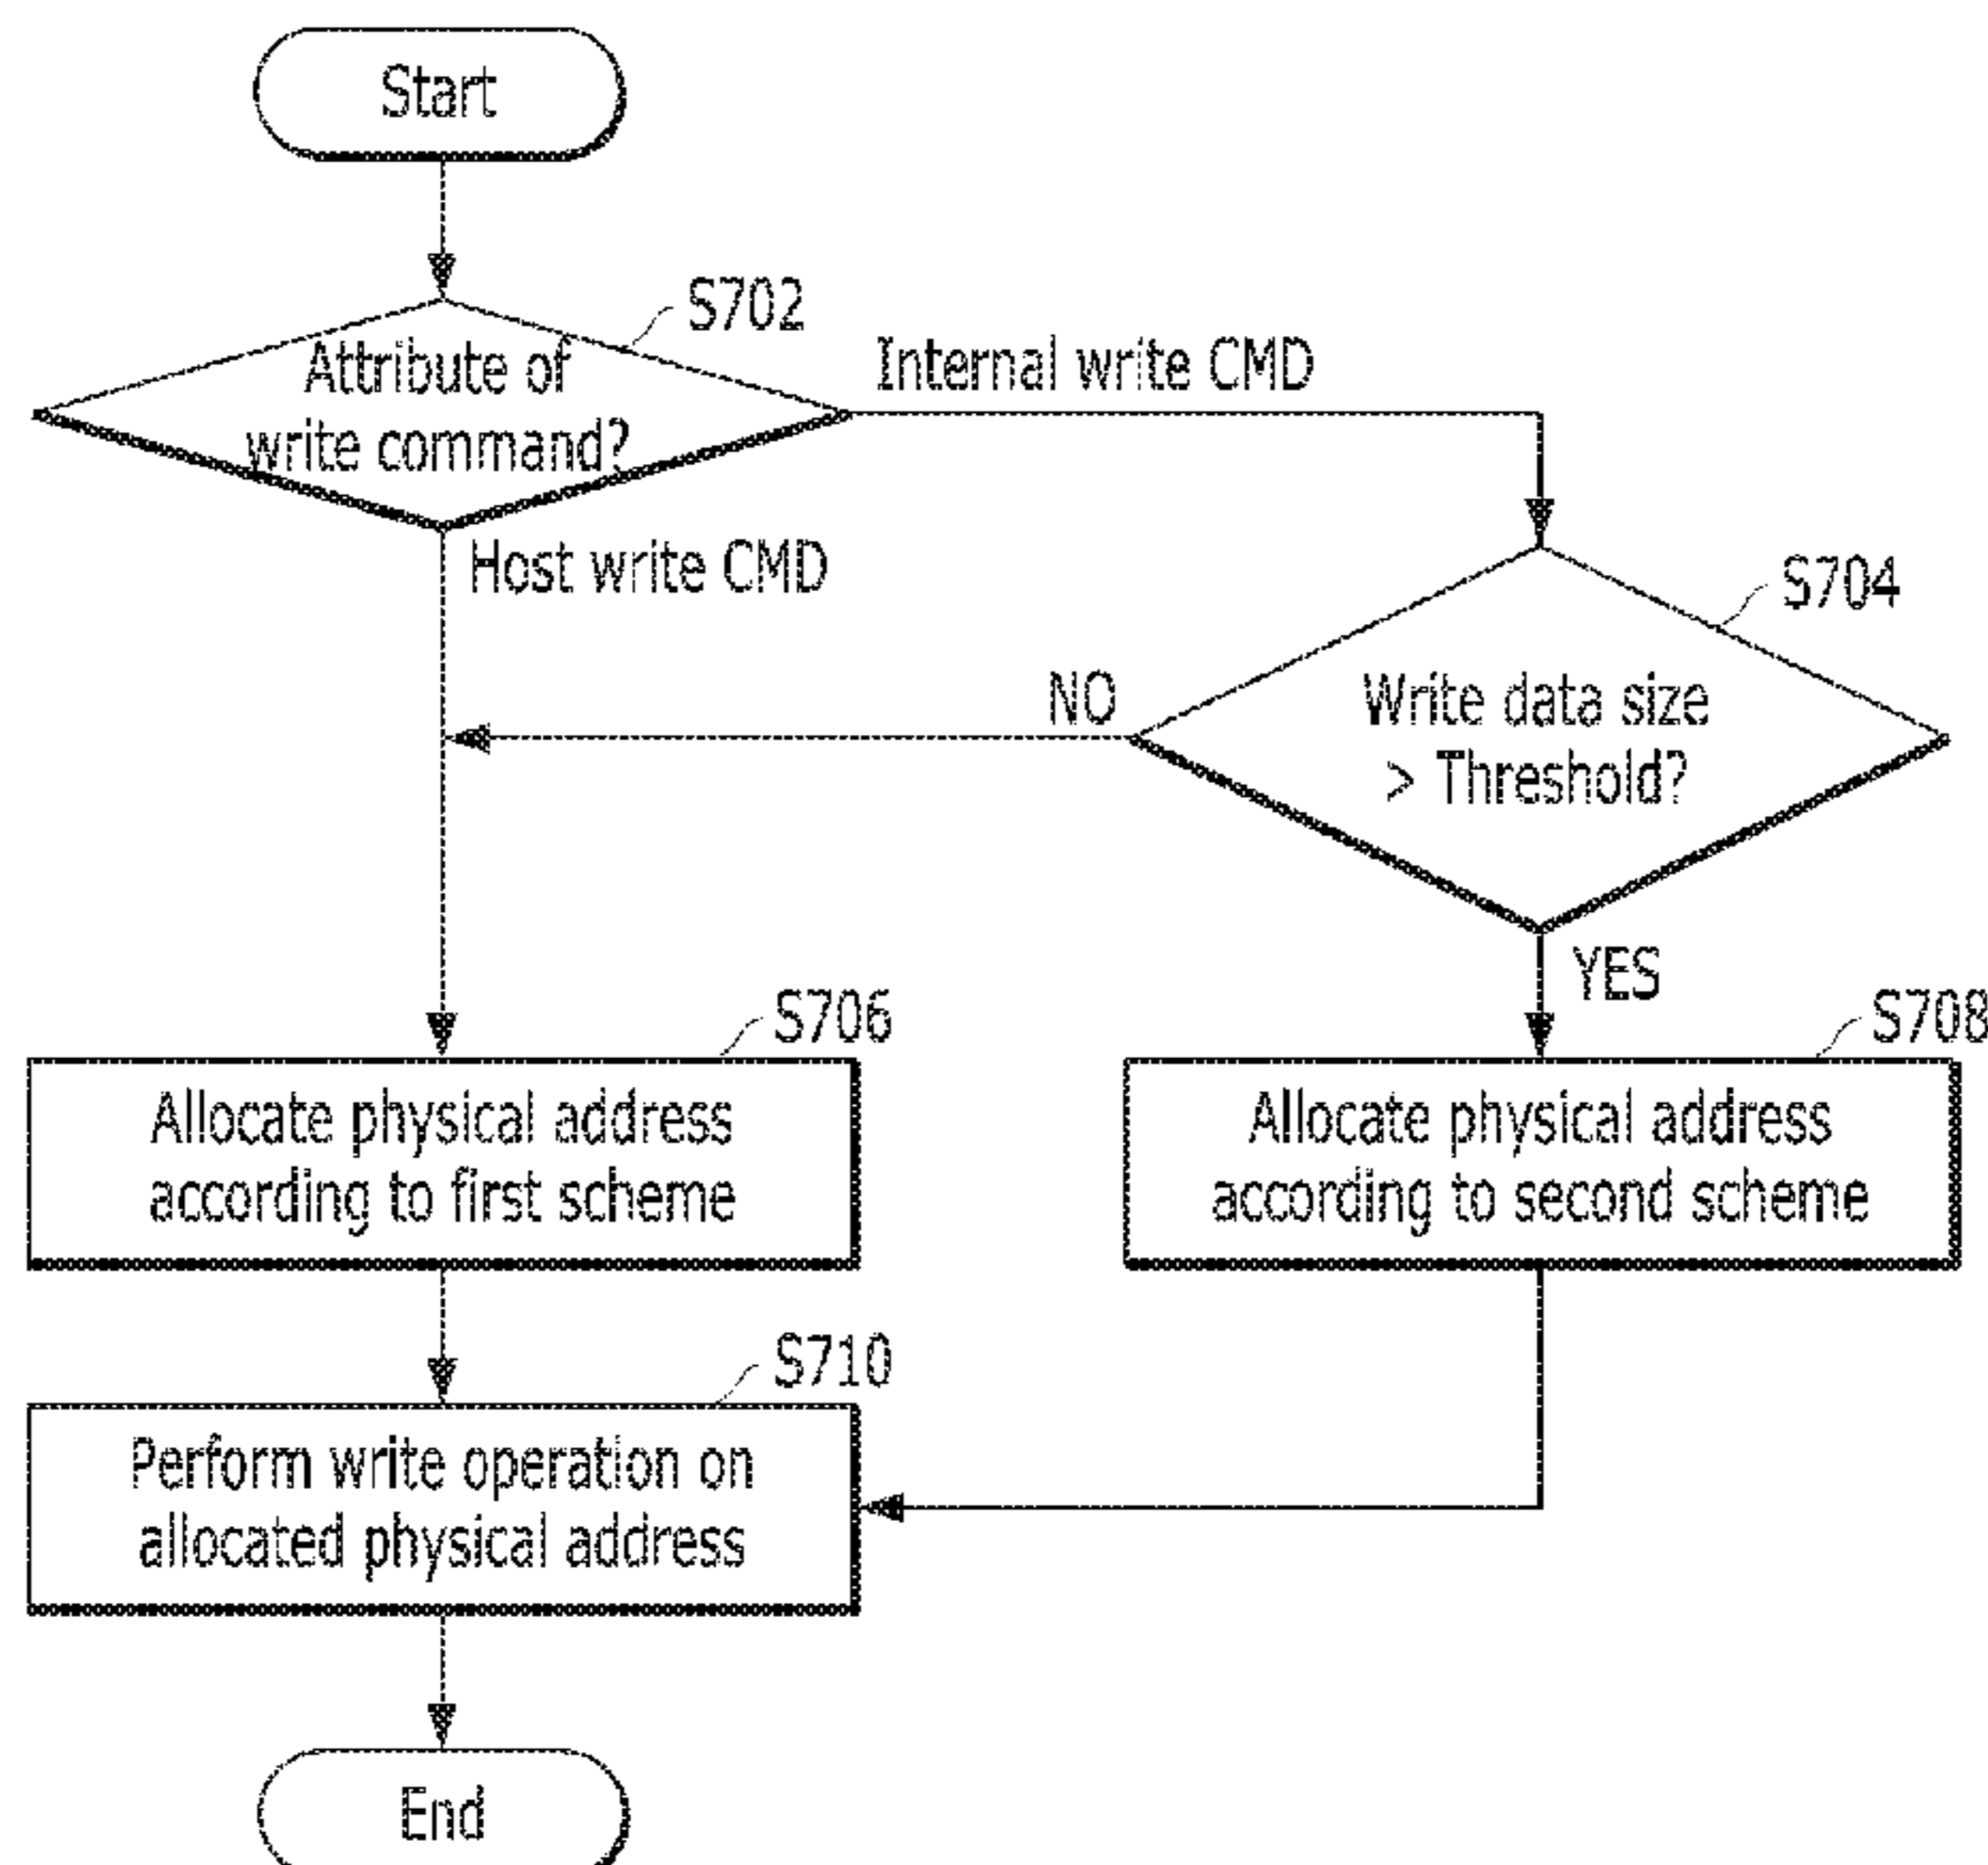 Start
S702
Attribute of
write command?
Internal write CMD
Host write CMD
S704
NO
Write data size
> Threshold?
YES
S706
S708
Allocate physical address
according to first scheme
Allocate physical address
according to second scheme
S710
Perform write operation on
allocated physical address
End